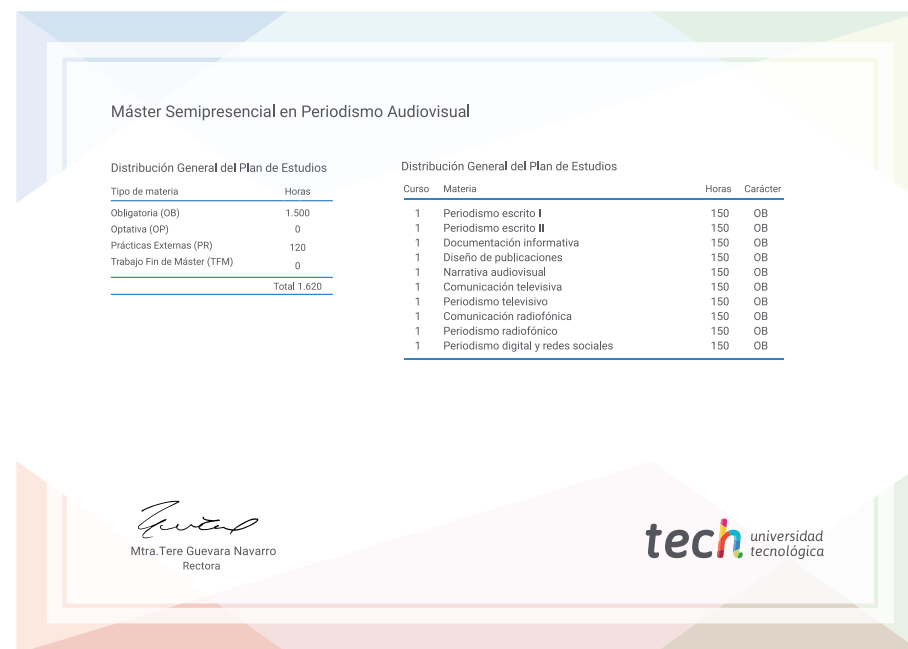 Máster Semipresencial en Periodismo Audiovisual
Distribución General del Plan de Estudios
Tipo de materia Horas
Obligatoria (OB) 1.500
Optativa (OP) 0
Prácticas Externas (PR) 120
Trabajo Fin de Máster (TFM) 0
Total 1.620
Distribución General del Plan de Estudios
Curso Materia Horas Carácter
1 Periodismo escrito I 150 OB
1 Periodismo escrito II 150 OB
1 Documentación informativa 150 OB
1 Diseño de publicaciones 150 OB
1 Narrativa audiovisual 150 OB
1 Comunicación televisiva 150 OB
1 Periodismo televisivo 150 OB
1 Comunicación radiofónica 150 OB
1 Periodismo radiofónico 150 OB
1 Periodismo digital y redes sociales 150 OB
Mtra.Tere Guevara Navarro
Rectora
tech universidad
tecnológica